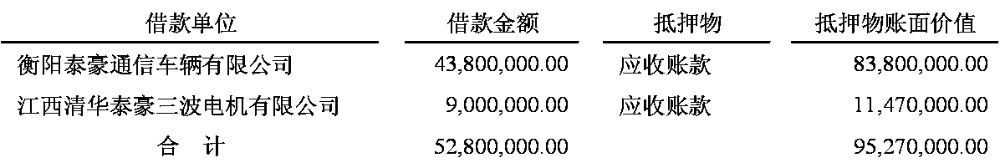 借款单位 借款金额 抵押物 抵押物账面价值
衡阳泰豪通信车辆有限公司 43,800,000.00 应收账款 83,800,000.00
江西清华泰豪三波电机有限公司 9,000,000.00 应收账款 11,470,000.00
合 计 52,800,000.00 95,270,000.00